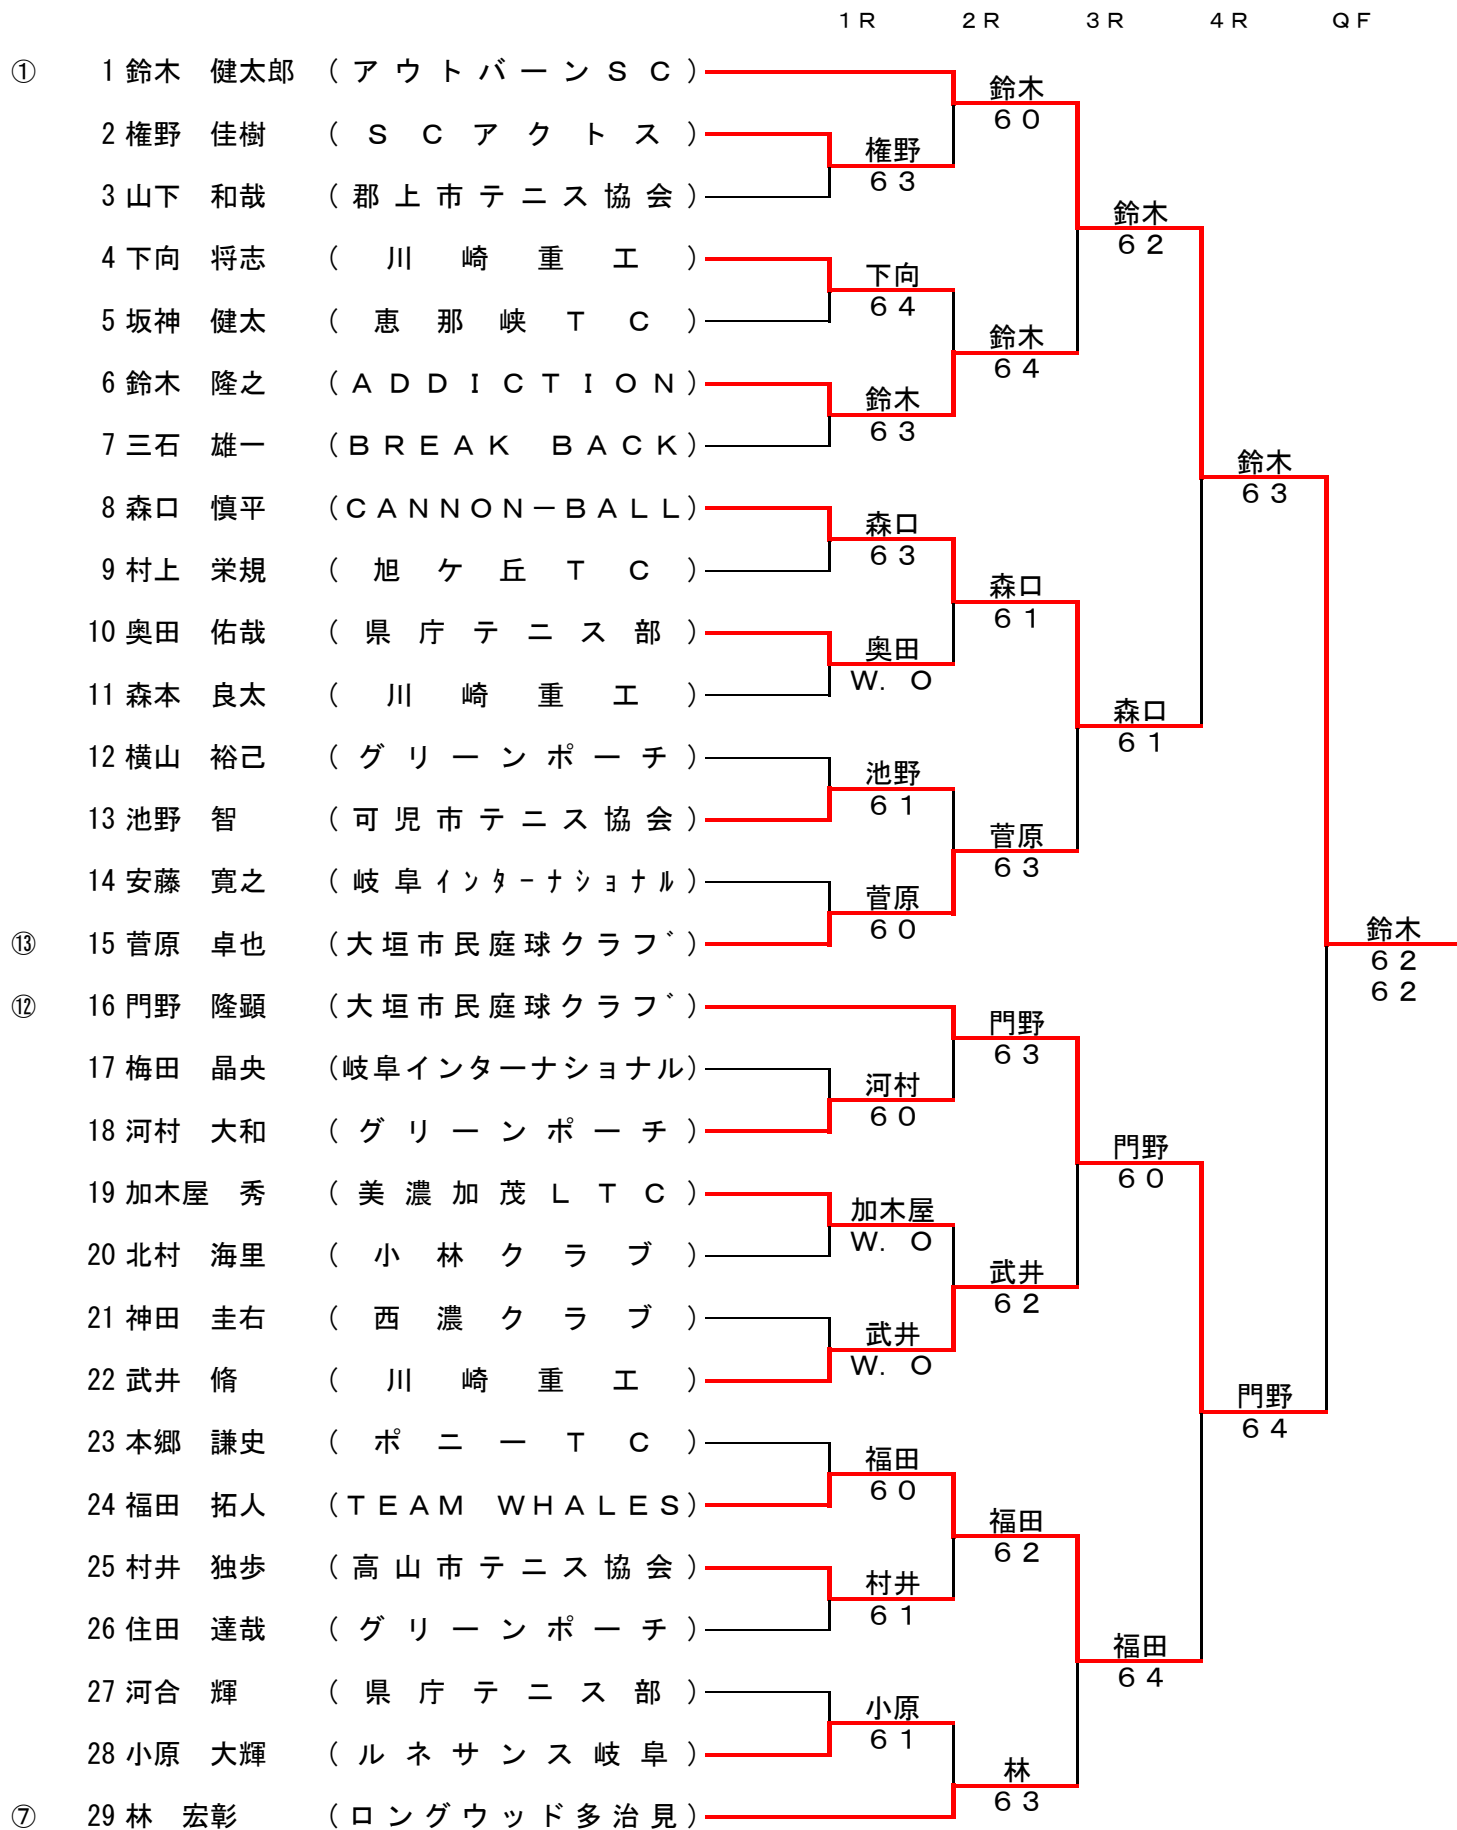 1R 2R 3R 4R QF
① 1 鈴木 健太郎 (アウトバーンSC)
鈴木
60
2 権野 佳樹 (SCアクトス)
権野
63
3 山下 和哉 (郡上市テニス協会)
鈴木
62
4 下向 将志 (川崎重工)
下向
64
5 坂神 健太 (恵那峡TC)
鈴木
64
6 鈴木 隆之 (ADDICTION)
鈴木
63
7 三石 雄一 (BREAK BACK)
鈴木
63
8 森口 慎平 (CANNON-BALL)
森口
63
9 村上 栄規 (旭ケ丘TC)
森口
61
10 奥田 佑哉 (県庁テニス部)
奥田
W.O
11 森本 良太 (川崎重工)
森口
61
12 横山 裕己 (グリーンポーチ)
池野
61
13 池野 智 (可児市テニス協会)
菅原
63
14 安藤 寛之 (岐阜インターナショナル)
菅原
60
⑬ 15 菅原 卓也 (大垣市民庭球クラブ)
鈴木
62
62
⑫ 16 門野 隆顕 (大垣市民庭球クラブ)
門野
63
17 梅田 晶央 (岐阜インターナショナル)
河村
60
18 河村 大和 (グリーンポーチ)
門野
60
19 加木屋 秀 (美濃加茂LTC)
加木屋
W.O
20 北村 海里 (小林クラブ)
武井
62
21 神田 圭右 (西濃クラブ)
武井
W.O
22 武井 脩 (川崎重工)
門野
64
23 本郷 謙史 (ポニーTC)
福田
60
24 福田 拓人 (TEAM WHALES)
福田
62
25 村井 独歩 (高山市テニス協会)
村井
61
26 住田 達哉 (グリーンポーチ)
福田
64
27 河合 輝 (県庁テニス部)
小原
61
28 小原 大輝 (ルネサンス岐阜)
林
63
⑦ 29 林 宏彰 (ロングウッド多治見)